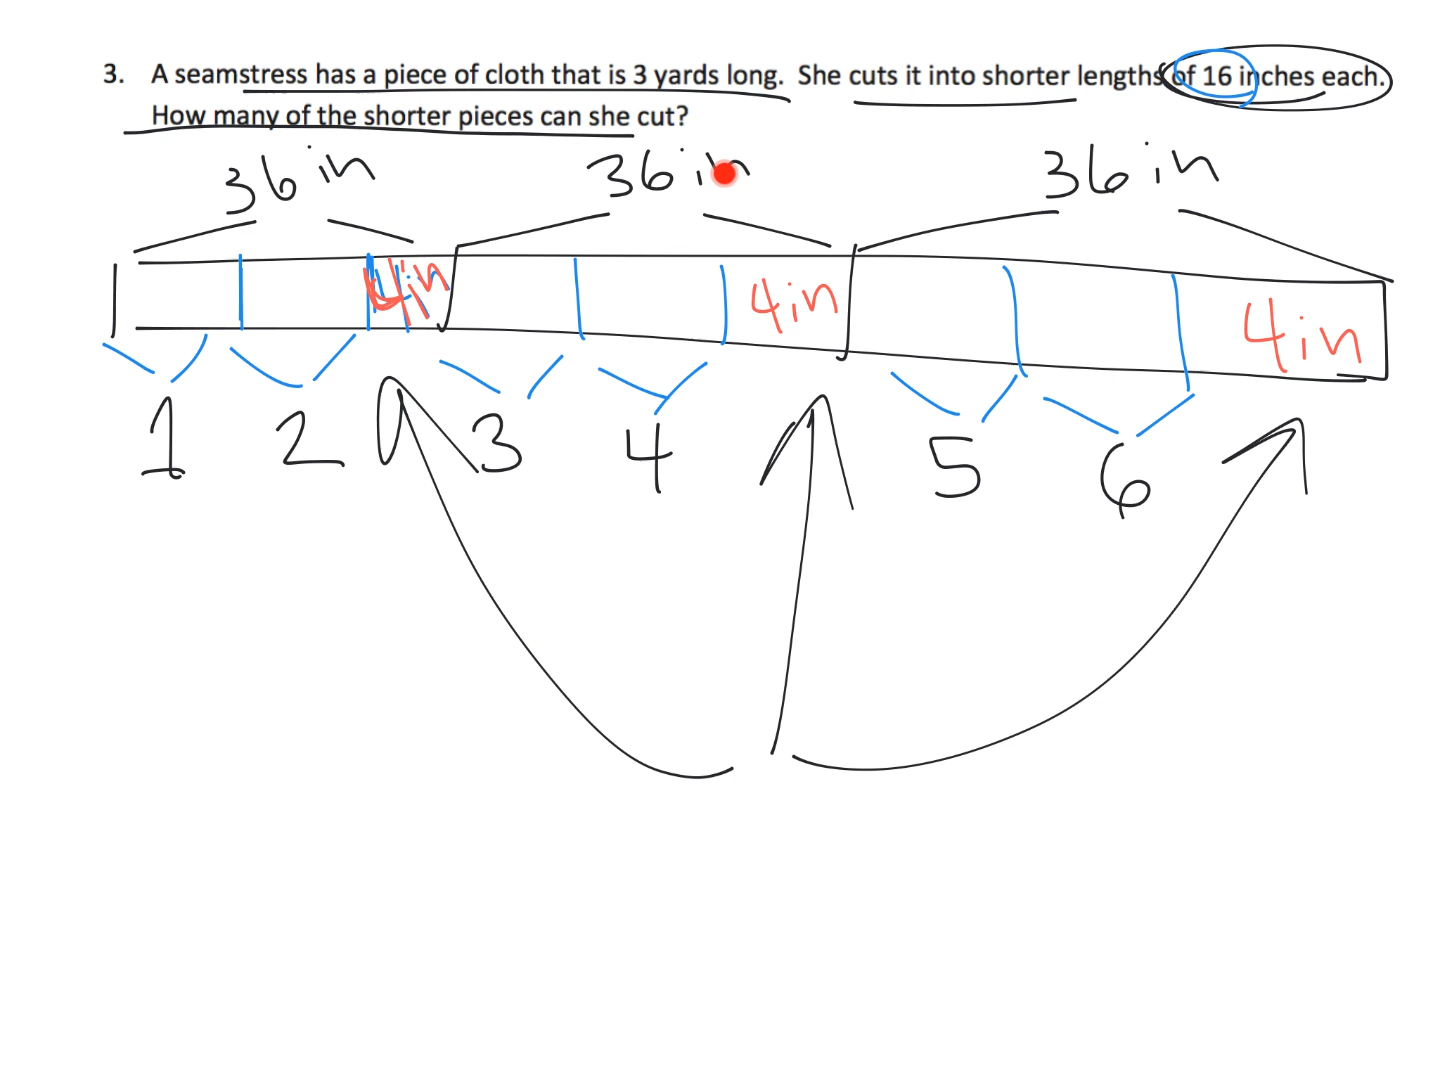 3. A seamstress has a piece of cloth that is 3 yards long. She cuts it into shorter lengths of 16 inches each.
How many of the shorter pieces can she cut?
36 in 36 in 36 in
4in 4in 4in
1 2 3 4 5 6